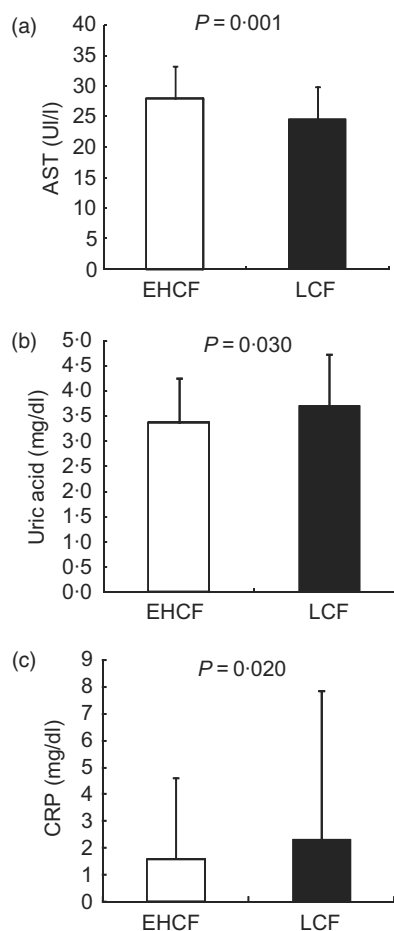 (a)
P = 0·001
40
35
30
25
20
15
10
5
0
AST (UI/l)
EHCF
LCF
(b)
P = 0·030
5·0
4·5
4·0
3·5
3·0
2·5
2·0
1·5
1·0
0·5
0·0
Uric acid (mg/dl)
EHCF
LCF
(c)
P = 0·020
9
8
7
6
5
4
3
2
1
0
CRP (mg/dl)
EHCF
LCF